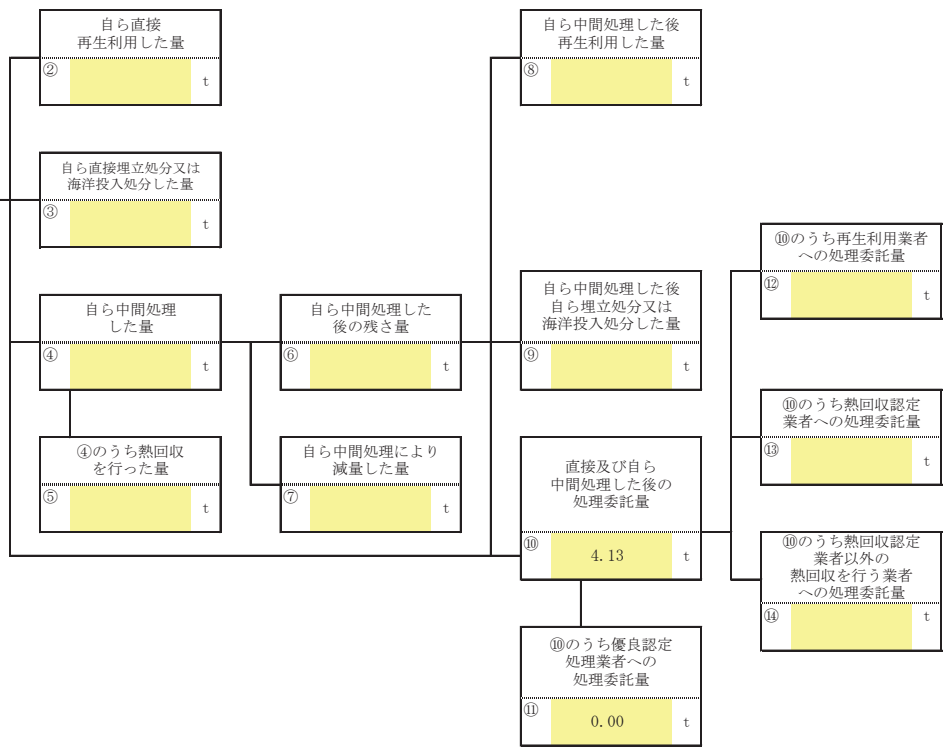 自ら直接
再生利用した量
②
t
自ら直接埋立処分又は
海洋投入処分した量
③
t
自ら中間処理
した量
④
t
④のうち熱回収
を行った量
⑤
t
自ら中間処理した
後の残さ量
⑥
t
自ら中間処理により
減量した量
⑦
t
自ら中間処理した後
再生利用した量
⑧
t
自ら中間処理した後
自ら埋立処分又は
海洋投入処分した量
⑨
t
直接及び自ら
中間処理した後の
処理委託量
⑩
4.13
t
⑩のうち優良認定
処理業者への
処理委託量
⑪
0.00
t
⑩のうち再生利用業者
への処理委託量
⑫
t
⑩のうち熱回収認定
業者への処理委託量
⑬
t
⑩のうち熱回収認定
業者以外の
熱回収を行う業者
への処理委託量
⑭
t